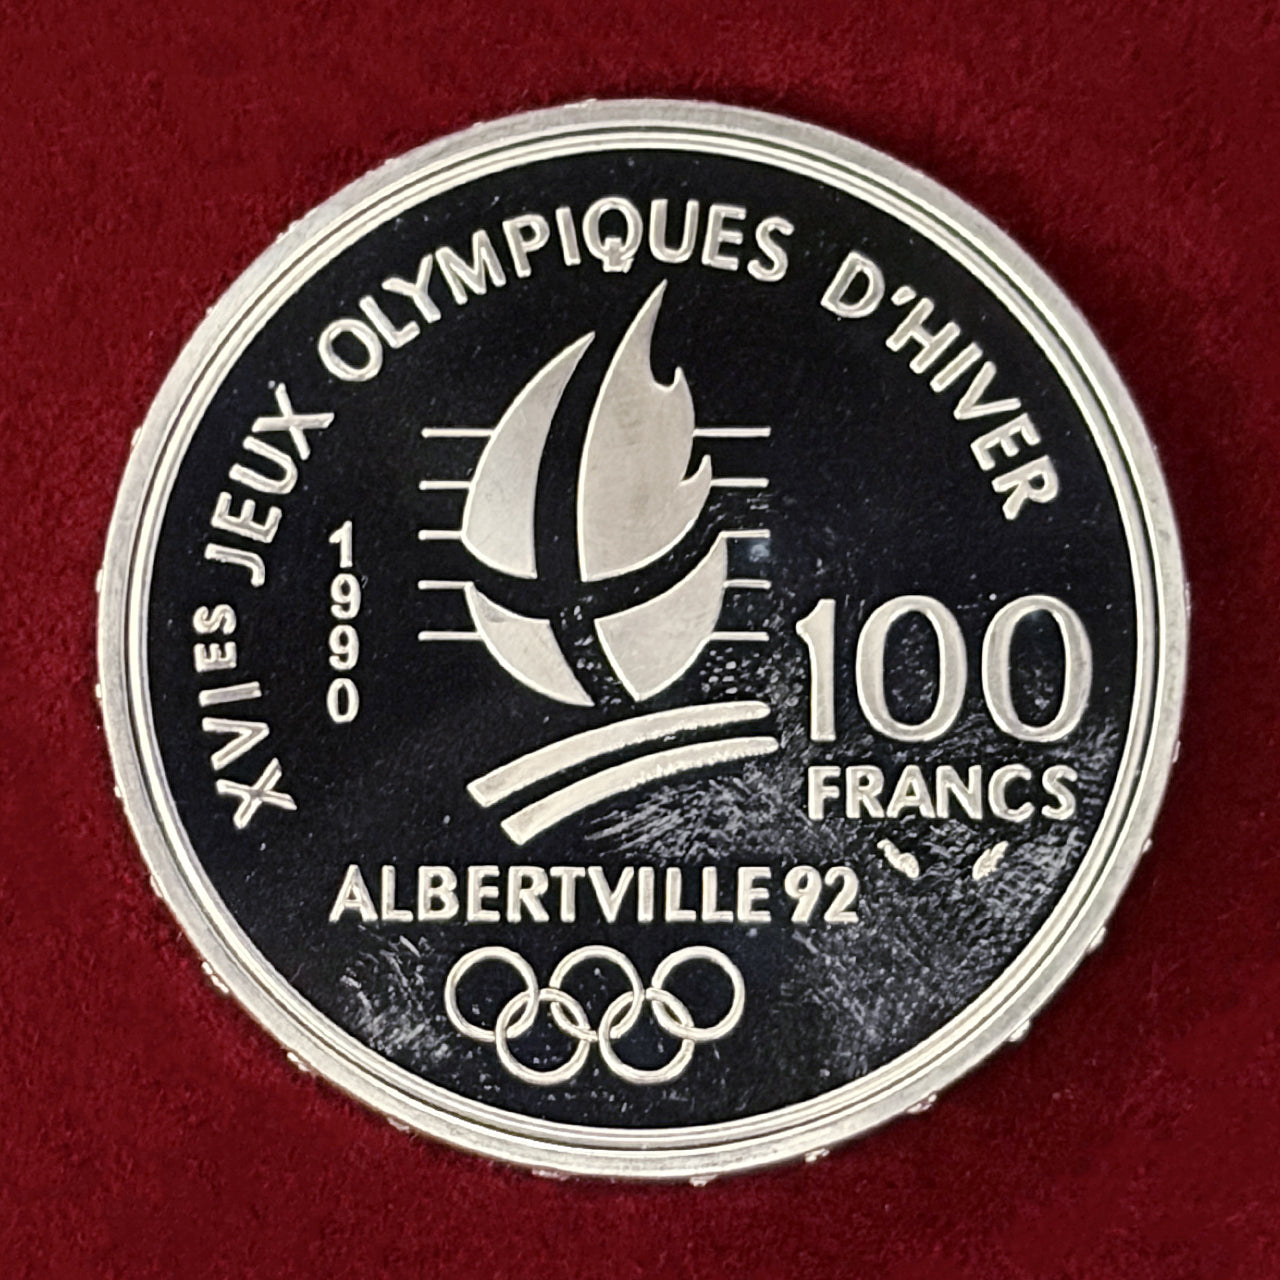 XVIES JEUX OLYMPIQUES D'HIVER
1990
100
FRANCS
ALBERTVILLE 92